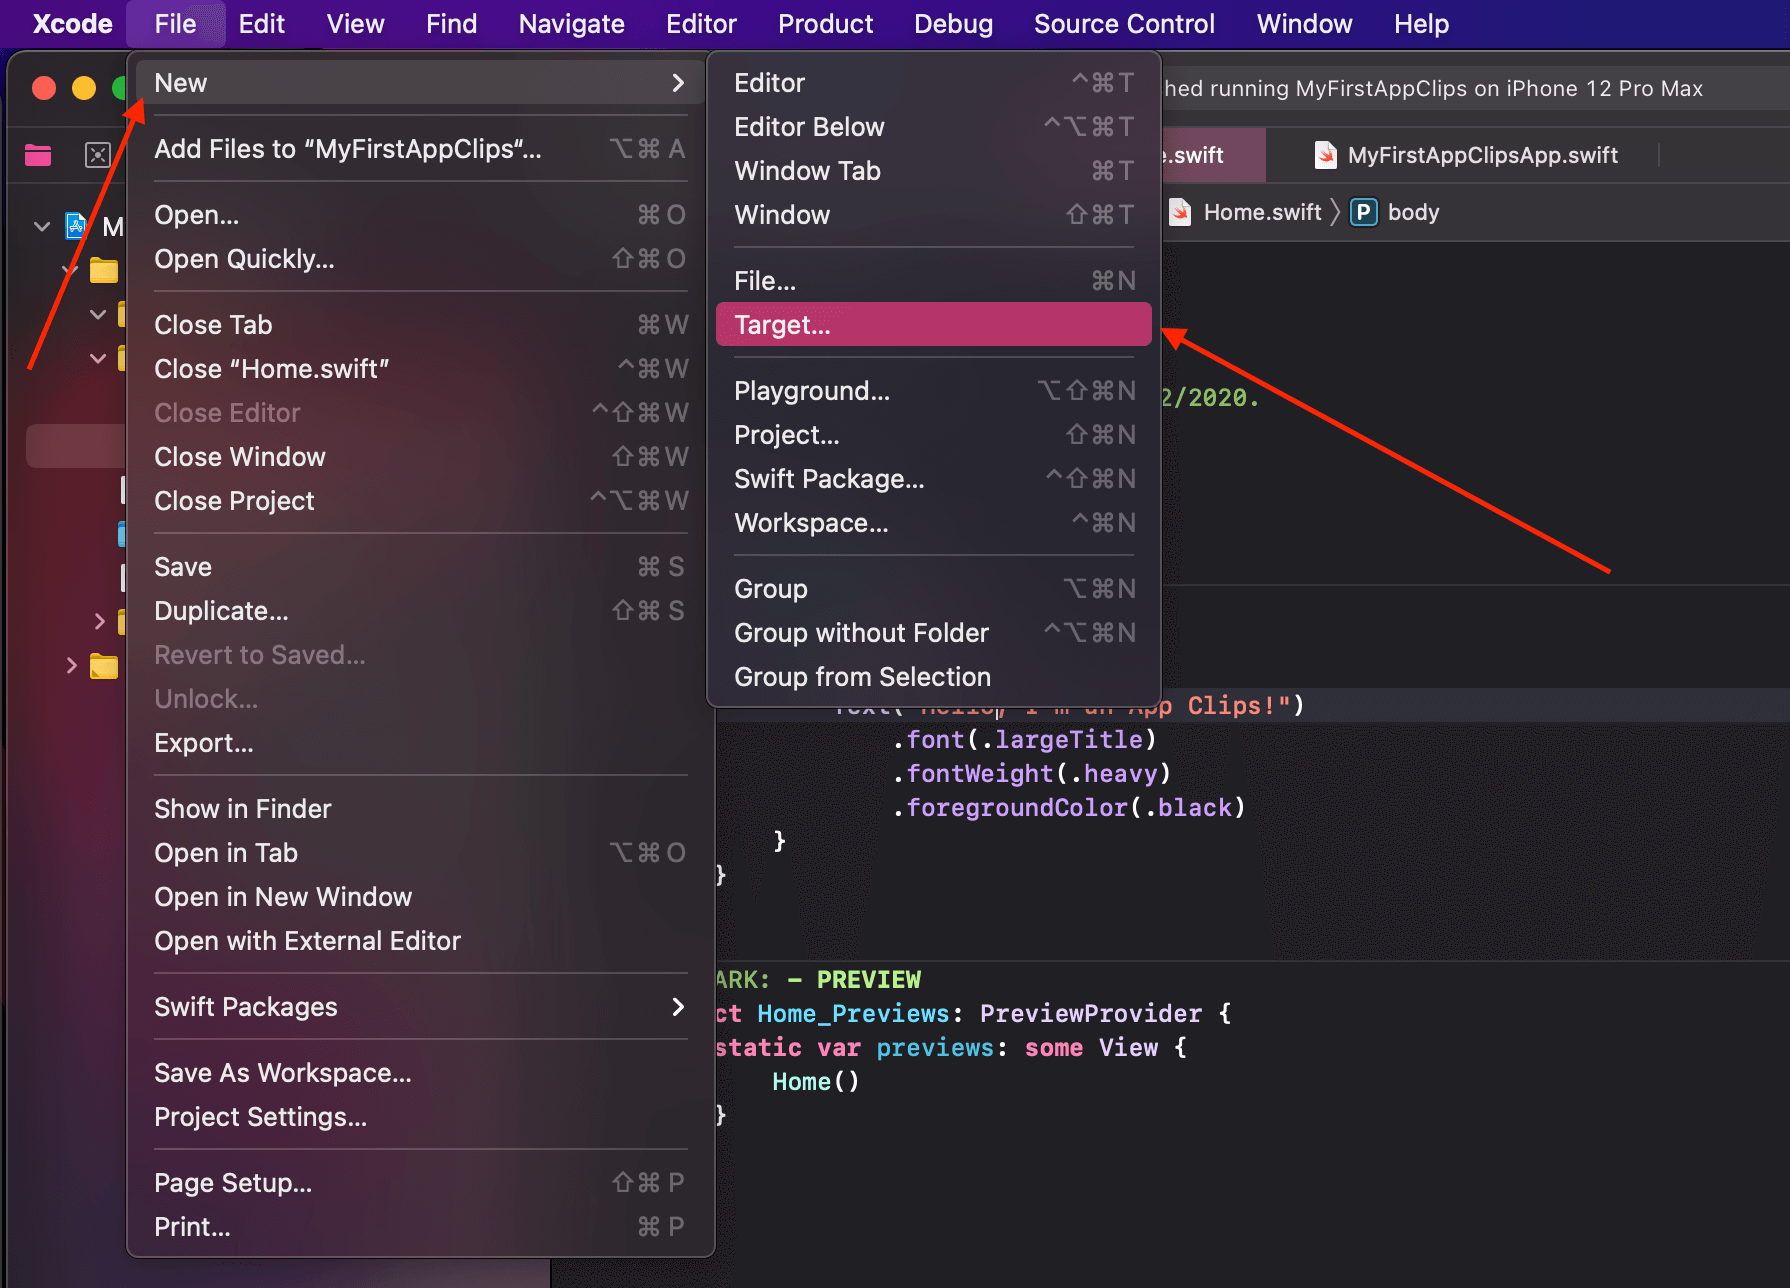 Xcode File Edit View Find Navigate Editor Product Debug Source Control Window Help
New
Add Files to “MyFirstAppClips“... ⌥⌘A
Open... ⌘O
Open Quickly... ⇧⌘O
Close Tab ⌘W
Close “Home.swift” ^⌘W
Close Editor ^⇧⌘W
Close Window ⇧⌘W
Close Project ^⌥⌘W
Save ⌘S
Duplicate... ⇧⌘S
Revert to Saved...
Unlock...
Export...
Show in Finder
Open in Tab ⌥⌘O
Open in New Window
Open with External Editor
Swift Packages
Save As Workspace...
Project Settings...
Page Setup... ⇧⌘P
Print... ⌘P
Editor ^⌘T
Editor Below ^⌥⌘T
Window Tab ⌘T
Window ⇧⌘T
File... ⌘N
Target...
Playground... ⌥⇧⌘N
Project... ⇧⌘N
Swift Package... ^⇧⌘N
Workspace... ^⌘N
Group ⌥⌘N
Group without Folder ^⌥⌘N
Group from Selection
hed running MyFirstAppClips on iPhone 12 Pro Max
e.swift MyFirstAppClipsApp.swift
Home.swift 〉 P body
M
2/2020.
Text("Hello, I'm an App Clips!")
.font(.largeTitle)
.fontWeight(.heavy)
.foregroundColor(.black)
}
}
ARK: - PREVIEW
ct Home_Previews: PreviewProvider {
static var previews: some View {
Home()
}